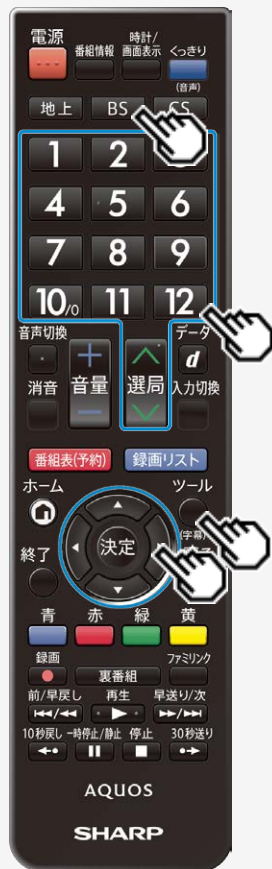 電源
番組情報
時計/
画面表示
くっきり
(音声)
地上 BS CS
1 2
4 5 6
7 8 9
10/0 11 12
音声切換
データ
消音 音量 選局 d 入力切換
番組表(予約) 録画リスト
ホーム ツール
(字幕)
終了 決定
青 赤 緑 黄
録画 裏番組 ファミリンク
前/早戻し 再生 早送り/次
10秒戻し 一時停止/静止 停止 30秒送り
AQUOS
SHARP